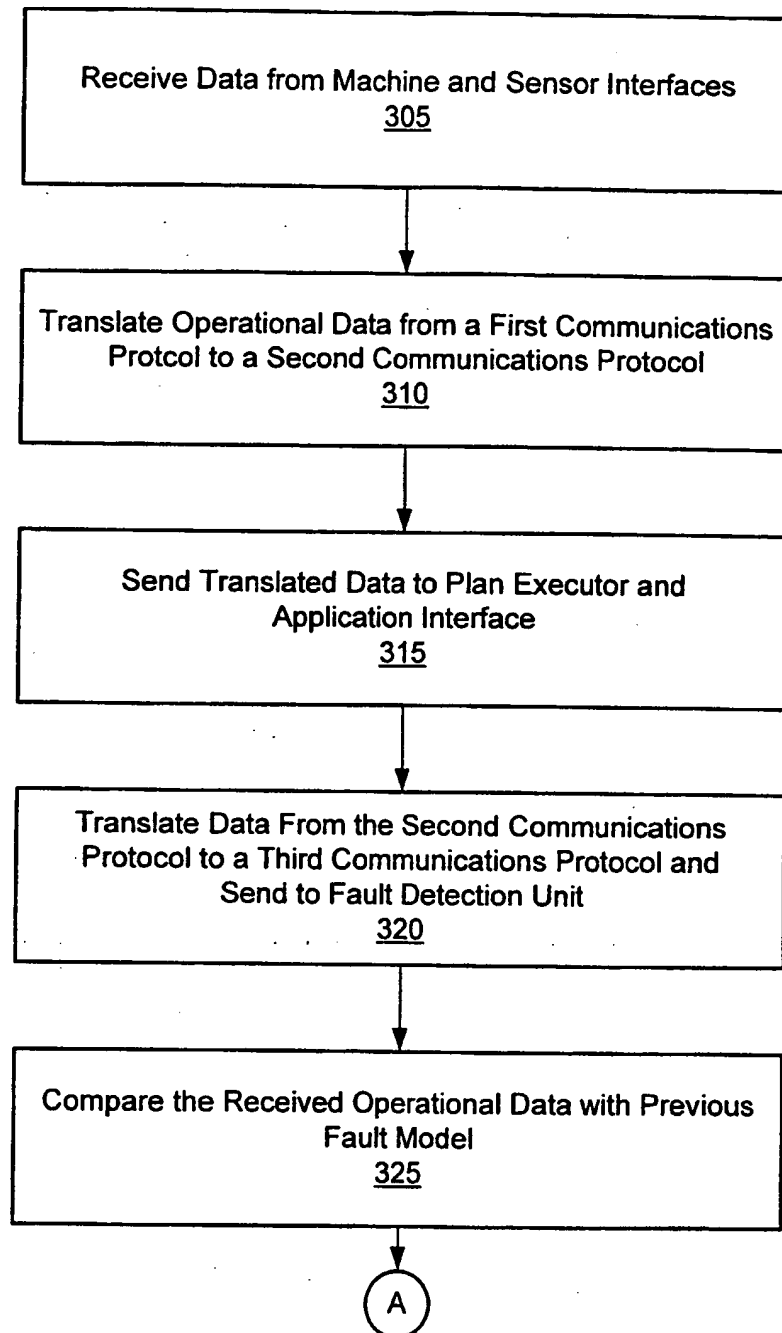 Receive Data from Machine and Sensor Interfaces
305
Translate Operational Data from a First Communications
Protcol to a Second Communications Protocol
310
Send Translated Data to Plan Executor and
Application Interface
315
Translate Data From the Second Communications
Protocol to a Third Communications Protocol and
Send to Fault Detection Unit
320
Compare the Received Operational Data with Previous
Fault Model
325
A